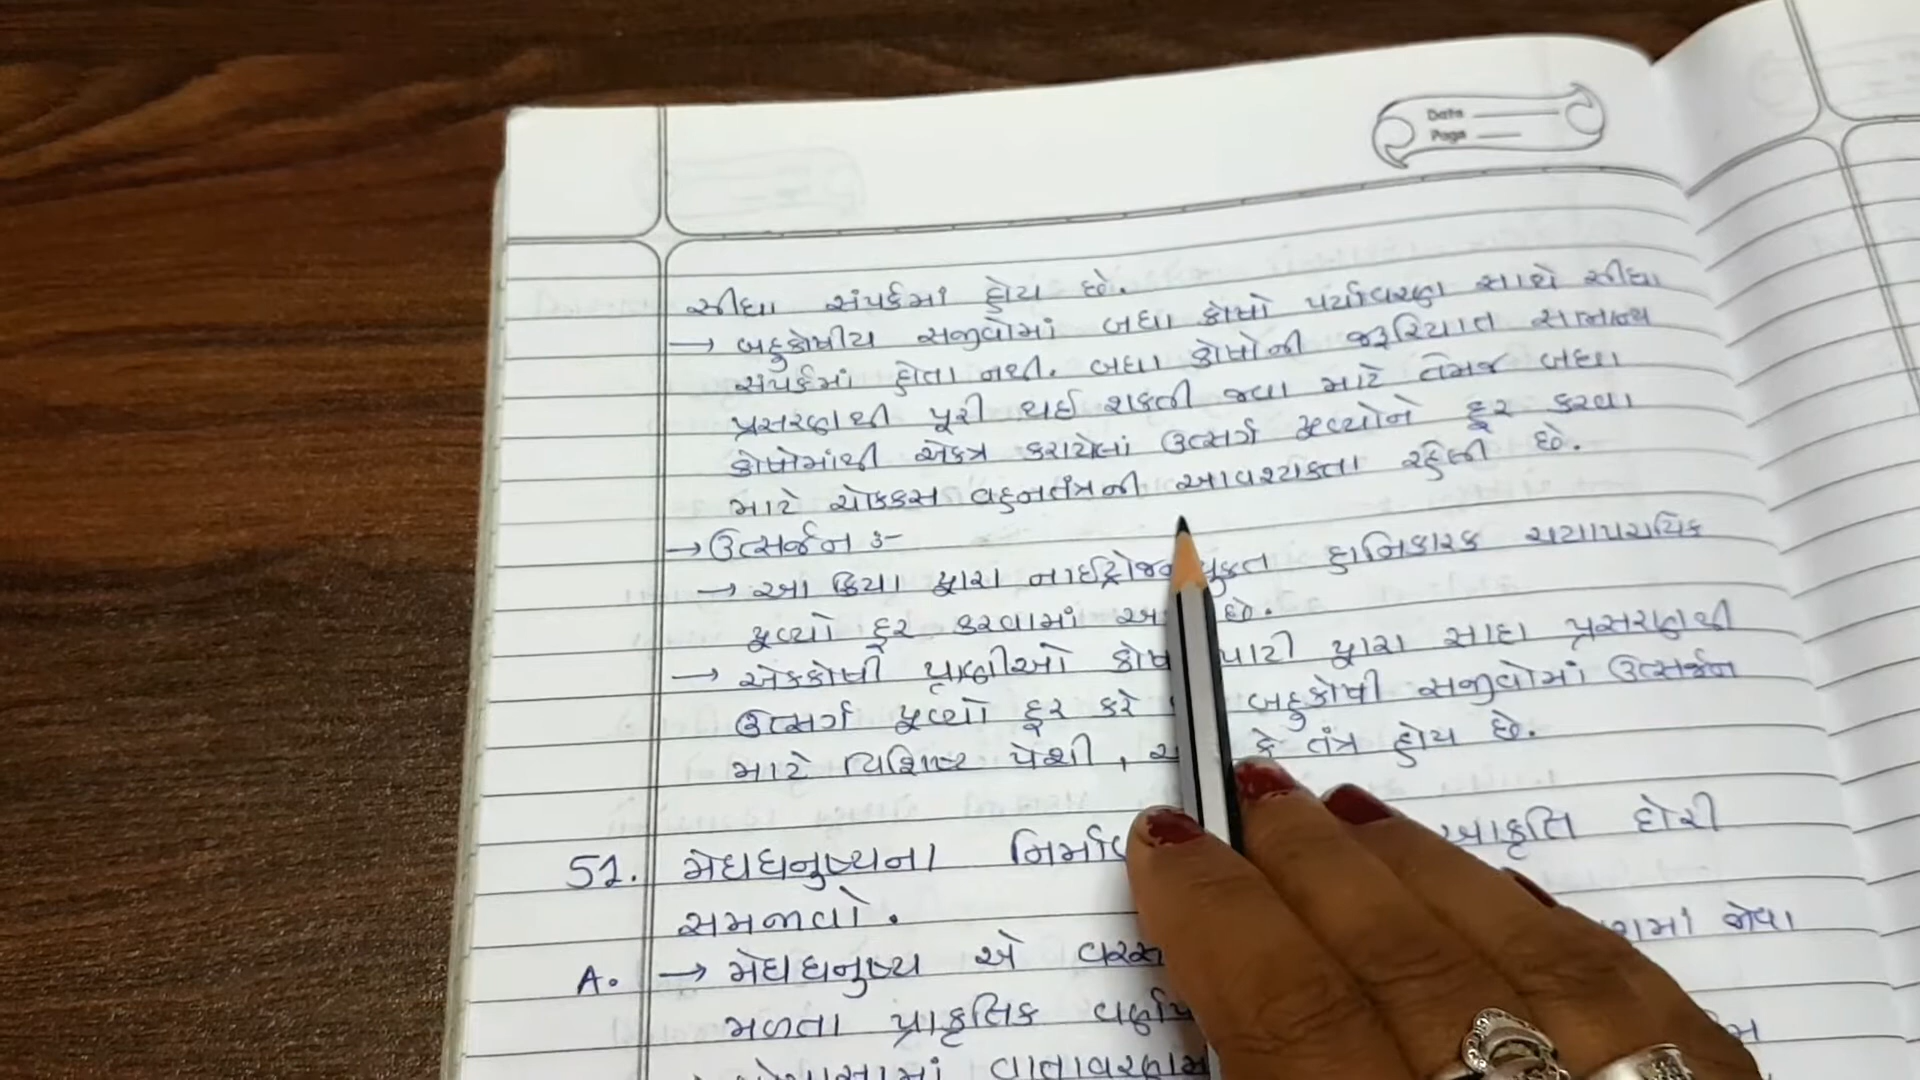 Date
Page
સીધા સંપર્કમાં હોય છે.
→ બહુકોષીય સજીવોમાં બધા કોષો પર્યાવરણ સાથે સીધા
સંપર્કમાં હોતા નથી. બધા કોષોની જરૂરિયાત સામાન્ય
પ્રસરણથી પૂરી થઈ શકતી જવા માટે તેમજ બધા
કોષોમાંથી એકત્ર કરાયેલાં ઉત્સર્ગ દ્રવ્યોને દૂર કરવા
માટે ચોક્કસ વહનતંત્રની આવશ્યકતા રહેલી છે.
→ ઉત્સર્જન :-
→ આ ક્રિયા દ્વારા નાઈટ્રોજનયુક્ત હાનિકારક ચયાપચયિક
દ્રવ્યો દૂર કરવામાં છે.
→ એકકોષી પ્રાણીઓ કોષ દ્વારા સાદા પ્રસરણથી
ઉત્સર્ગ દ્રવ્યો દૂર કરે બહુકોષી સજીવોમાં ઉત્સર્જન
માટે વિશિષ્ટ પેશી, કે તંત્ર હોય છે.
51. મેઘધનુષ્યના આકૃતિ દોરી
સમજાવો.
A. → મેઘધનુષ્ય એ જોવા
મળતા પ્રાકૃતિક